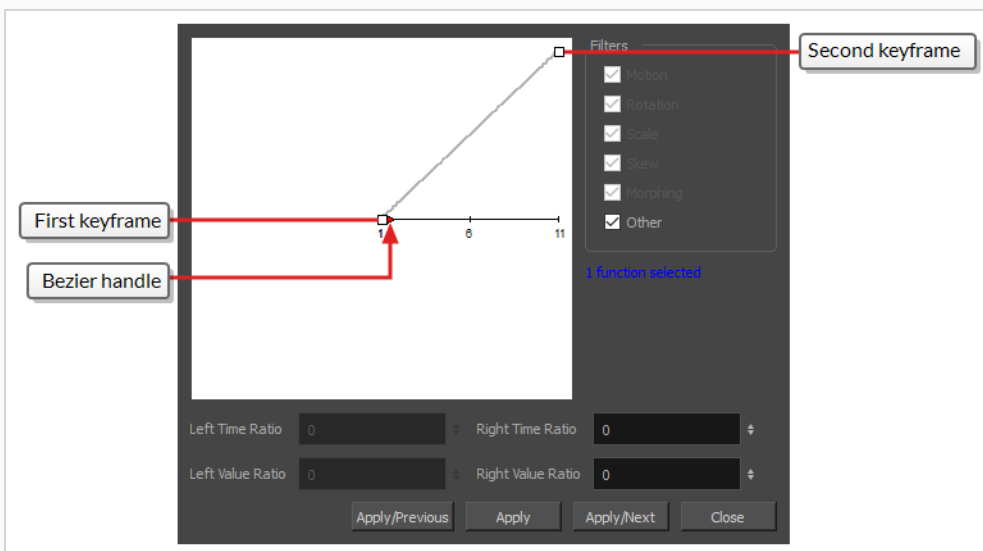 Filters
Second keyframe
Motion
Rotation
Scale
Skew
Morphing
Other
First keyframe
1 6 11
Bezier handle
1 function selected
Left Time Ratio 0 Right Time Ratio 0
Left Value Ratio 0 Right Value Ratio 0
Apply/Previous Apply Apply/Next Close